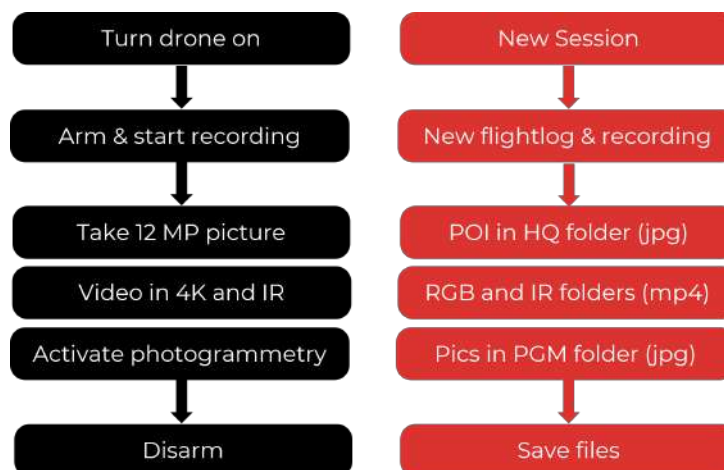 Turn drone on
New Session
Arm & start recording
New flightlog & recording
Take 12 MP picture
POI in HQ folder (jpg)
Video in 4K and IR
RGB and IR folders (mp4)
Activate photogrammetry
Pics in PGM folder (jpg)
Disarm
Save files